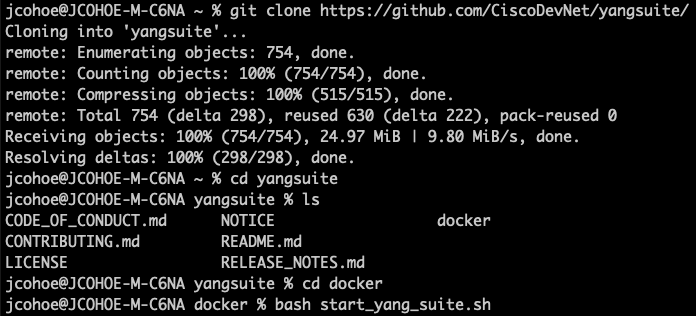 jcohoe@JCOHOE-M-C6NA ~ % git clone https://github.com/CiscoDevNet/yangsuite/
Cloning into 'yangsuite'...
remote: Enumerating objects: 754, done.
remote: Counting objects: 100% (754/754), done.
remote: Compressing objects: 100% (515/515), done.
remote: Total 754 (delta 298), reused 630 (delta 222), pack-reused 0
Receiving objects: 100% (754/754), 24.97 MiB | 9.80 MiB/s, done.
Resolving deltas: 100% (298/298), done.
jcohoe@JCOHOE-M-C6NA ~ % cd yangsuite
jcohoe@JCOHOE-M-C6NA yangsuite % ls
CODE_OF_CONDUCT.md NOTICE docker
CONTRIBUTING.md README.md
LICENSE RELEASE_NOTES.md
jcohoe@JCOHOE-M-C6NA yangsuite % cd docker
jcohoe@JCOHOE-M-C6NA docker % bash start_yang_suite.sh